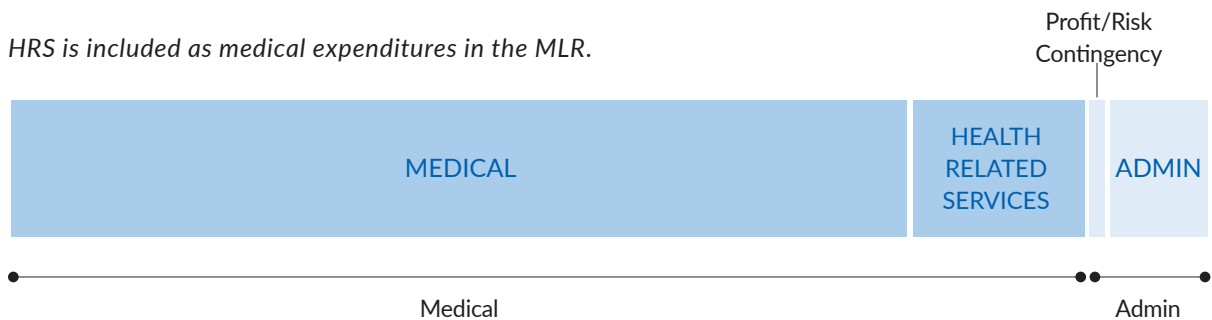 HRS is included as medical expenditures in the MLR.
Profit/Risk
Contingency
MEDICAL
HEALTH
RELATED
SERVICES
ADMIN
Medical
Admin